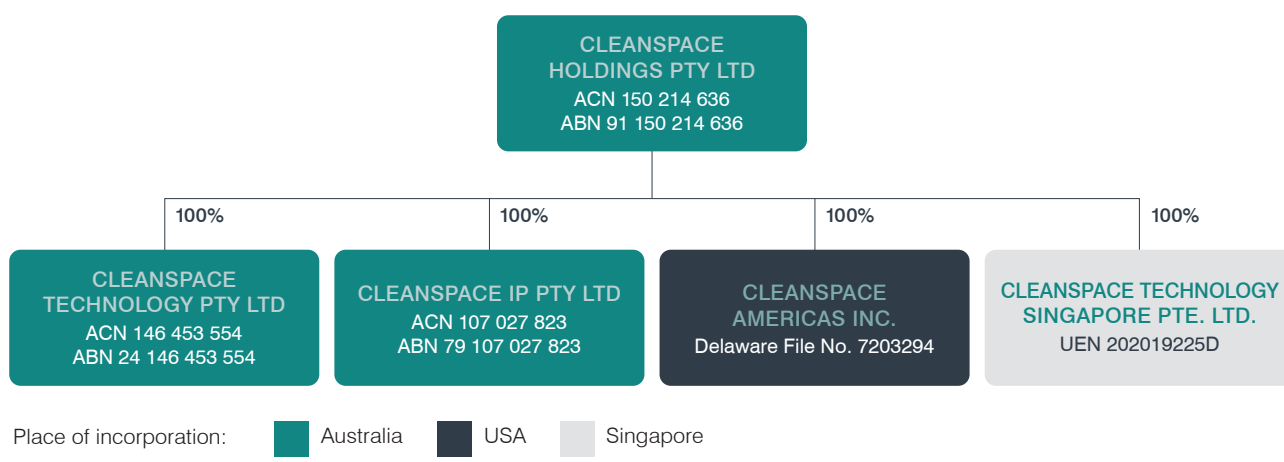 CLEANSPACE
HOLDINGS PTY LTD
ACN 150 214 636
ABN 91 150 214 636
100%
100%
100%
100%
CLEANSPACE
TECHNOLOGY PTY LTD
ACN 146 453 554
ABN 24 146 453 554
CLEANSPACE IP PTY LTD
ACN 107 027 823
ABN 79 107 027 823
CLEANSPACE
AMERICAS INC.
Delaware File No. 7203294
CLEANSPACE TECHNOLOGY
SINGAPORE PTE. LTD.
UEN 202019225D
Place of incorporation: Australia USA Singapore